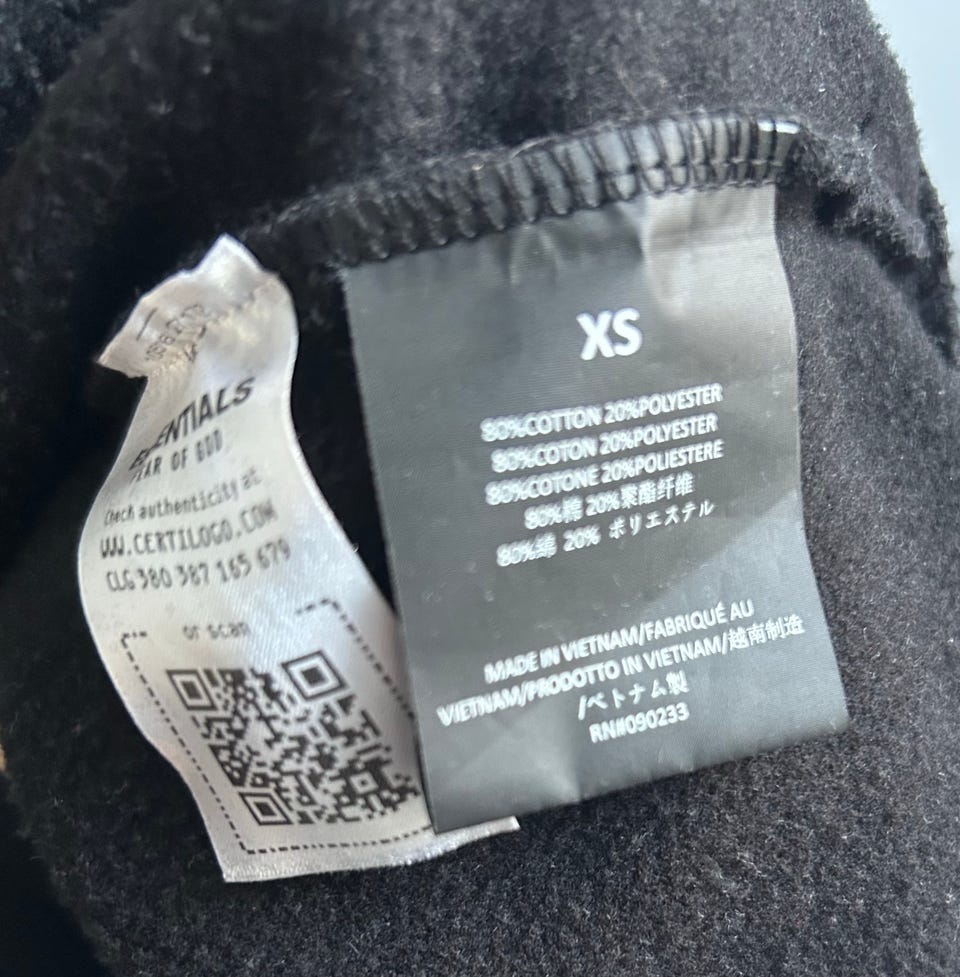 ESSENTIALS
FEAR OF GOD
Check authenticity at
WWW.CERTILOGO.COM
CLG 380 387 165 679
or scan
XS
80%COTTON 20%POLYESTER
80%COTON 20%POLYESTER
80%COTONE 20%POLIESTERE
80%棉 20%聚酯纤维
80%綿 20% ポリエステル
MADE IN VIETNAM/FABRIQUÉ AU
VIETNAM/PRODOTTO IN VIETNAM/越南制造
/ベトナム製
RN#090233